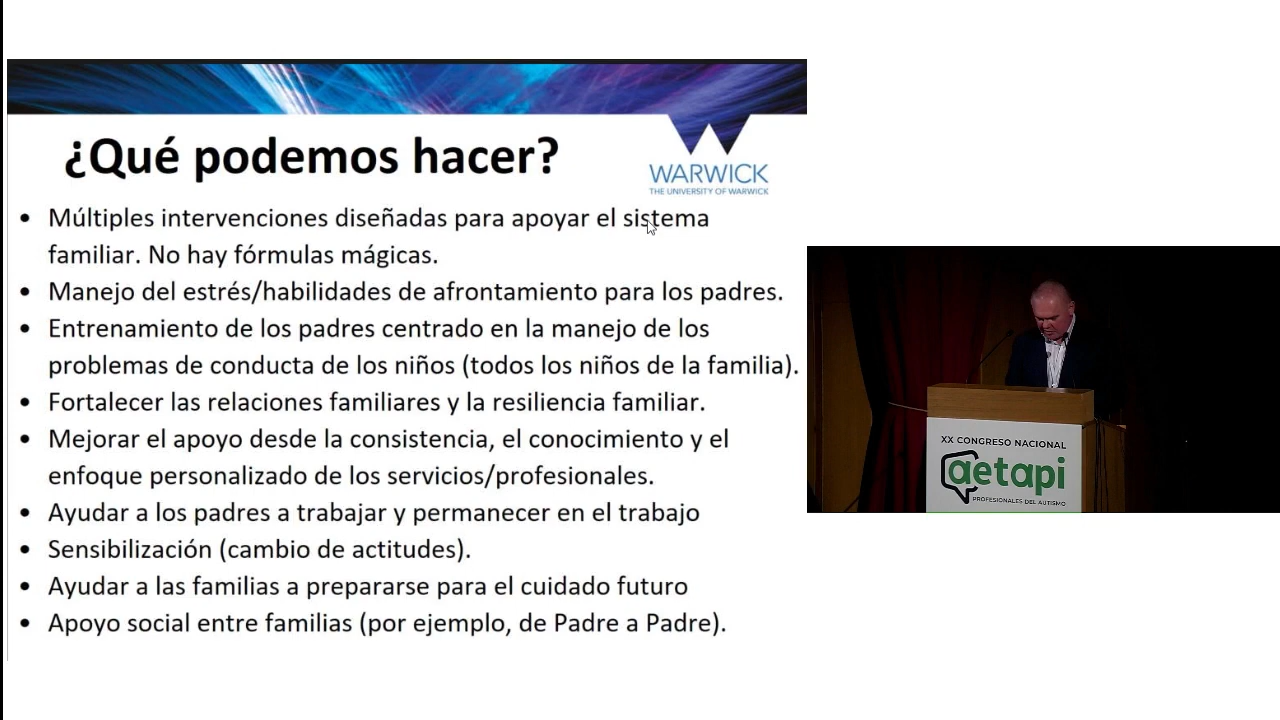 ¿Qué podemos hacer?
WARWICK
THE UNIVERSITY OF WARWICK
• Múltiples intervenciones diseñadas para apoyar el sistema
familiar. No hay fórmulas mágicas.
• Manejo del estrés/habilidades de afrontamiento para los padres.
• Entrenamiento de los padres centrado en la manejo de los
problemas de conducta de los niños (todos los niños de la familia).
• Fortalecer las relaciones familiares y la resiliencia familiar.
• Mejorar el apoyo desde la consistencia, el conocimiento y el
enfoque personalizado de los servicios/profesionales.
• Ayudar a los padres a trabajar y permanecer en el trabajo
• Sensibilización (cambio de actitudes).
• Ayudar a las familias a prepararse para el cuidado futuro
• Apoyo social entre familias (por ejemplo, de Padre a Padre).
XX CONGRESO NACIONAL
aetapi
PROFESIONALES DEL AUTISMO